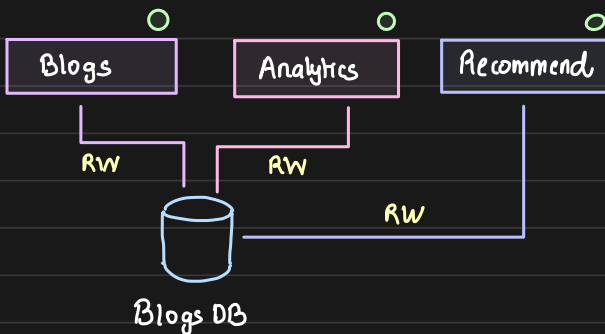 Blogs
Analytics
Recommend
RW
RW
RW
Blogs DB